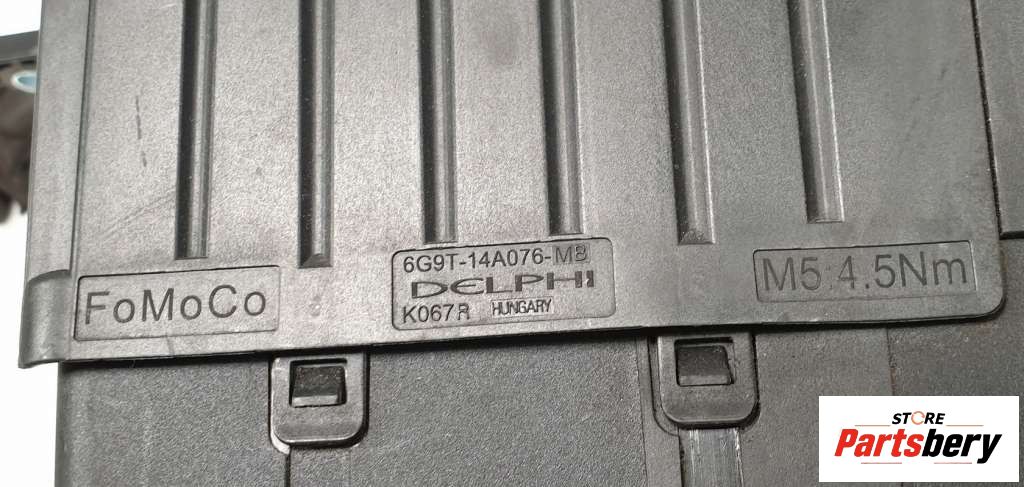 FoMoCo
6G9T-14A076-MB
DELPHI
K067R HUNGARY
M5:4.5Nm
STORE
Partsbery